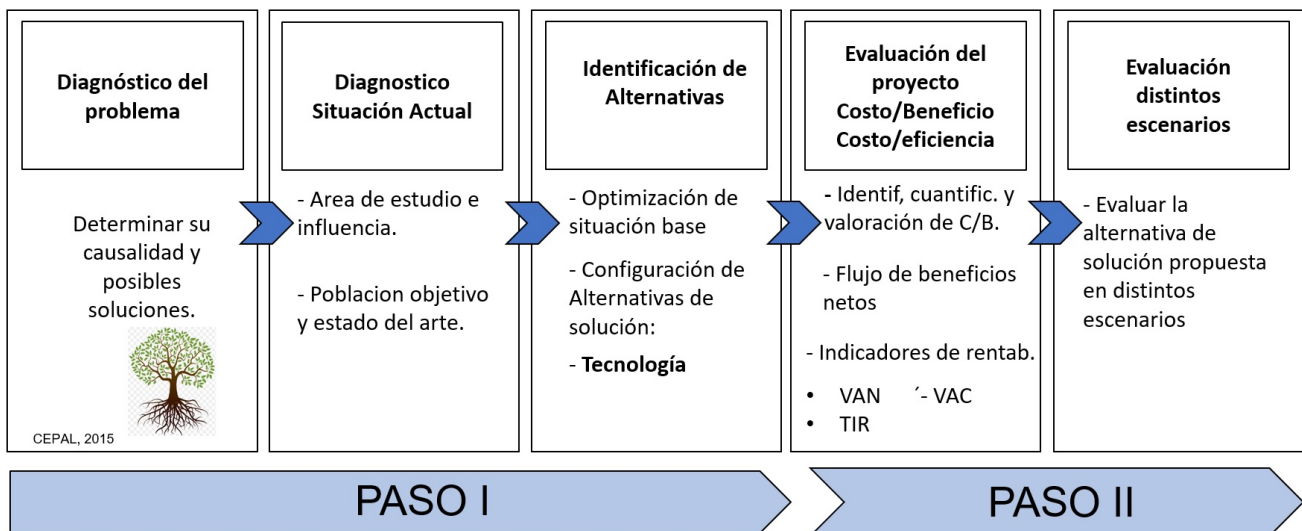 Diagnóstico del
problema
Determinar su
causalidad y
posibles
soluciones.
CEPAL, 2015
Diagnostico
Situación Actual
- Area de estudio e
influencia.
- Poblacion objetivo
y estado del arte.
Identificación de
Alternativas
- Optimización de
situación base
- Configuración de
Alternativas de
solución:
- Tecnología
Evaluación del
proyecto
Costo/Beneficio
Costo/eficiencia
- Identif, cuantific. y
valoración de C/B.
- Flujo de beneficios
netos
- Indicadores de rentab.
• VAN ´- VAC
• TIR
Evaluación
distintos
escenarios
- Evaluar la
alternativa de
solución propuesta
en distintos
escenarios
PASO I
PASO II